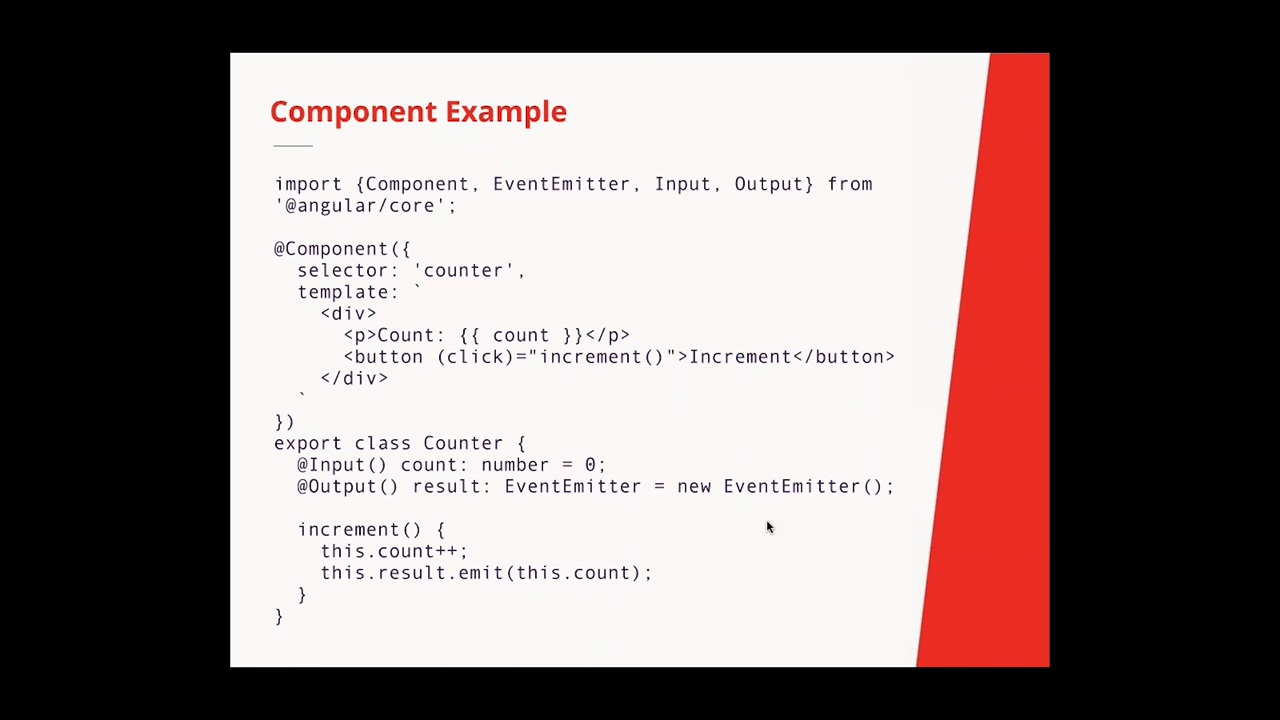 Component Example
import {Component, EventEmitter, Input, Output} from
'@angular/core';
@Component({
  selector: 'counter',
  template: `
    <div>
      <p>Count: {{ count }}</p>
      <button (click)="increment()">Increment</button>
    </div>
  `
})
export class Counter {
  @Input() count: number = 0;
  @Output() result: EventEmitter = new EventEmitter();
  increment() {
    this.count++;
    this.result.emit(this.count);
  }
}